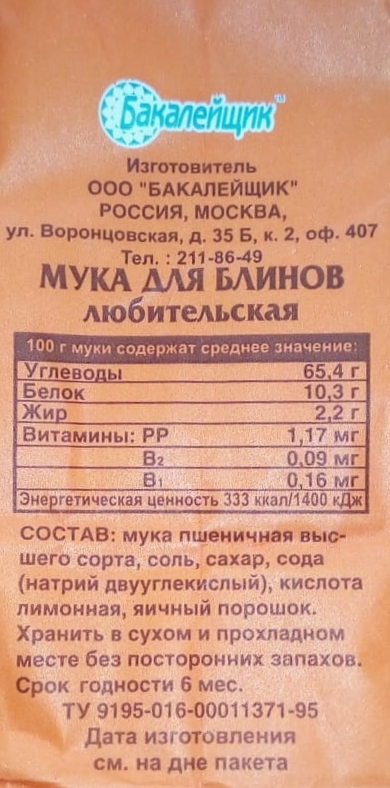 Бакалейщик™
Изготовитель
ООО "БАКАЛЕЙЩИК"
РОССИЯ, МОСКВА,
ул. Воронцовская, д. 35 Б, к. 2, оф. 407
Тел. : 211-86-49
МУКА ДЛЯ БЛИНОВ
любительская
100 г муки содержат среднее значение:
Углеводы 65,4 г
Белок 10,3 г
Жир 2,2 г
Витамины: РР 1,17 мг
В2 0,09 мг
В1 0,16 мг
Энергетическая ценность 333 ккал/1400 кДж
СОСТАВ: мука пшеничная выс-
шего сорта, соль, сахар, сода
(натрий двууглекислый), кислота
лимонная, яичный порошок.
Хранить в сухом и прохладном
месте без посторонних запахов.
Срок годности 6 мес.
ТУ 9195-016-00011371-95
Дата изготовления
см. на дне пакета